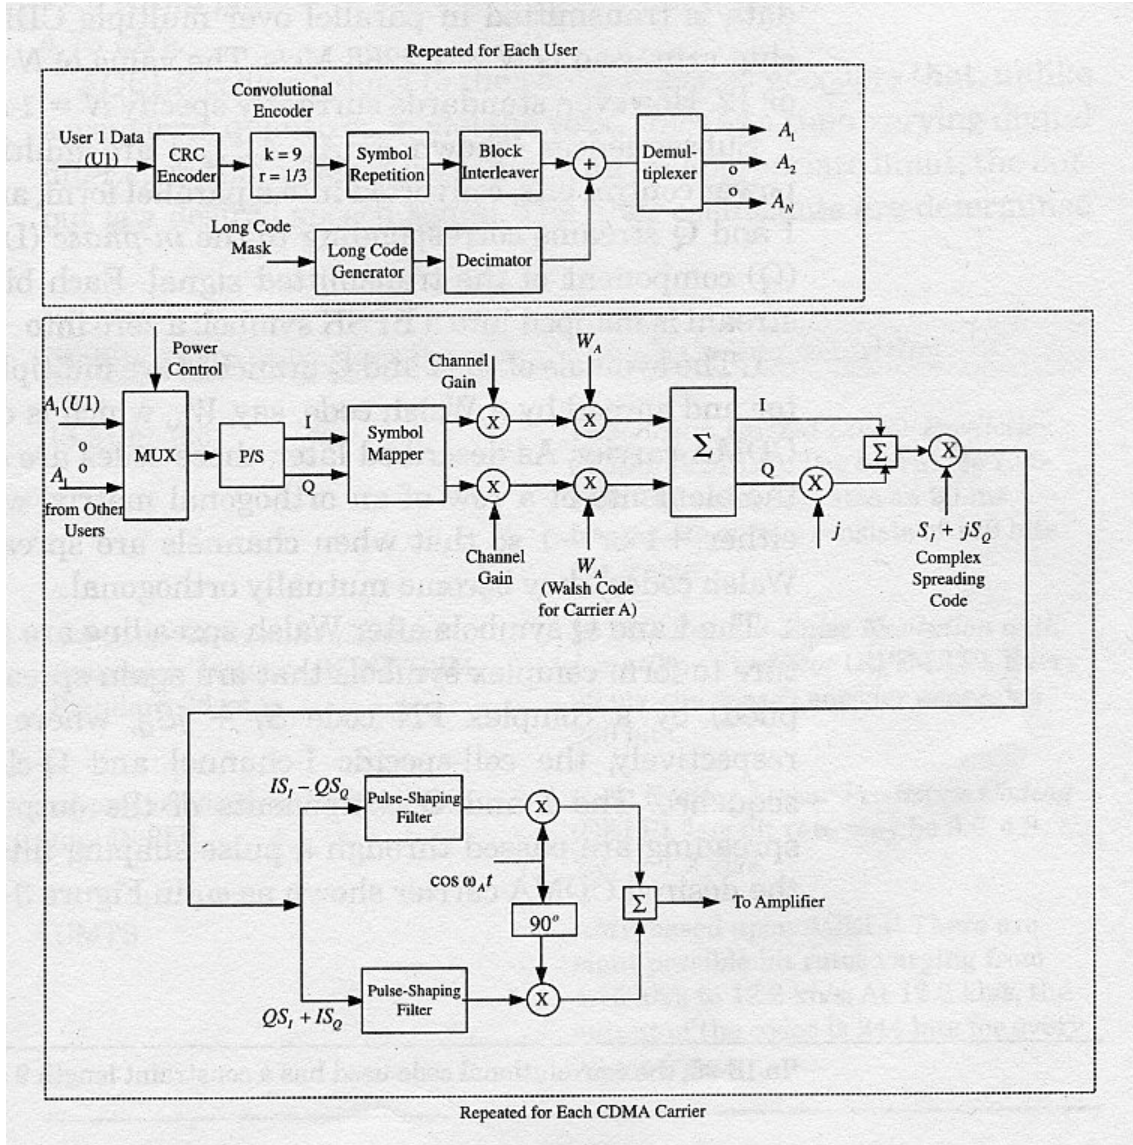 Repeated for Each User
Convolutional
Encoder
User 1 Data
(U1)
CRC
Encoder
k = 9
r = 1/3
Symbol
Repetition
Block
Interleaver
+
Demul-
tiplexer
A1
o
A2
o
AN
Long Code
Mask
Long Code
Generator
Decimator
Power
Control
A1(U1)
o
A1
from Other
Users
MUX
P/S
I
Q
Symbol
Mapper
Channel
Gain
WA
X
X
X
X
Channel
Gain
WA
(Walsh Code
for Carrier A)
Σ
I
Q
X
j
Σ
X
SI jSQ
Complex
Spreading
Code
ISI – QSQ
Pulse-Shaping
Filter
X
cos ωAt
90o
Σ
To Amplifier
QSI + ISQ
Pulse-Shaping
Filter
X
Repeated for Each CDMA Carrier